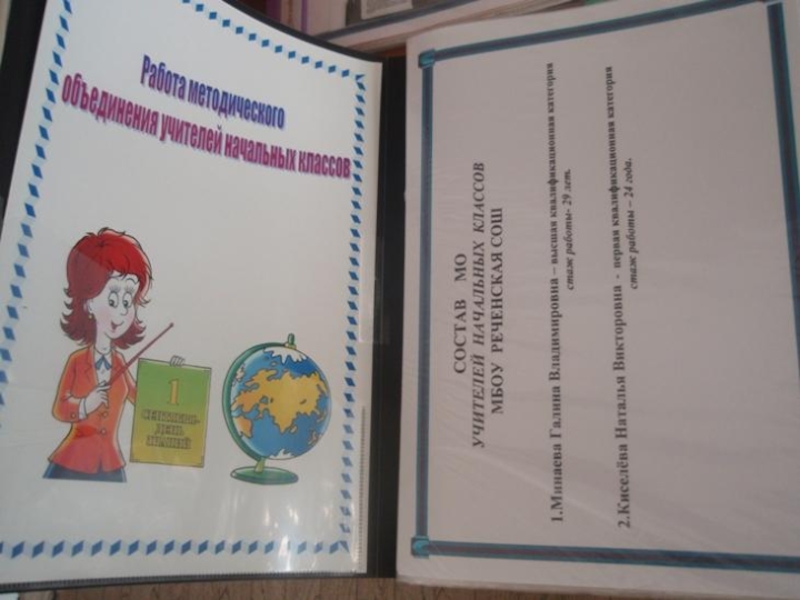 Работа методического
объединения учителей начальных классов
1
СЕНТЯБРЯ-
ДЕНЬ
ЗНАНИЙ
СОСТАВ МО
УЧИТЕЛЕЙ НАЧАЛЬНЫХ КЛАССОВ
МБОУ РЕЧЕНСКАЯ СОШ
1.Минаева Галина Владимировна – высшая квалификационная категория
стаж работы- 29 лет.
2.Киселёва Наталья Викторовна - первая квалификационная категория
стаж работы – 24 года.